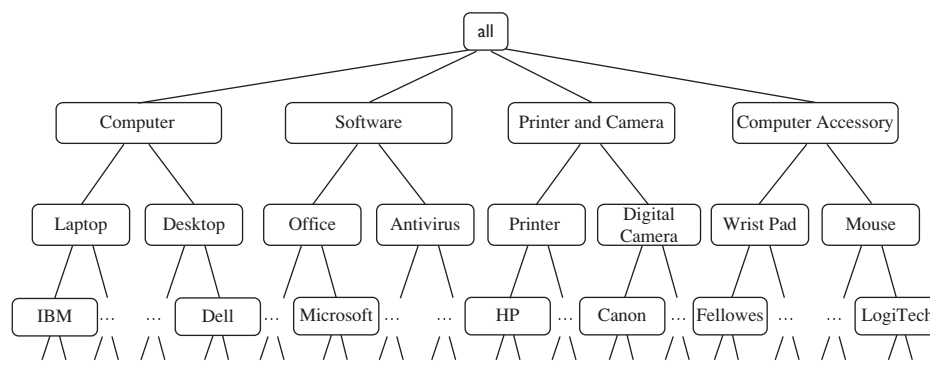 all
Computer
Software
Printer and Camera
Computer Accessory
Laptop
Desktop
Office
Antivirus
Printer
Digital
Camera
Wrist Pad
Mouse
IBM
...
...
Dell
...
Microsoft
...
...
HP
...
Canon
...
Fellowes
...
...
LogiTech